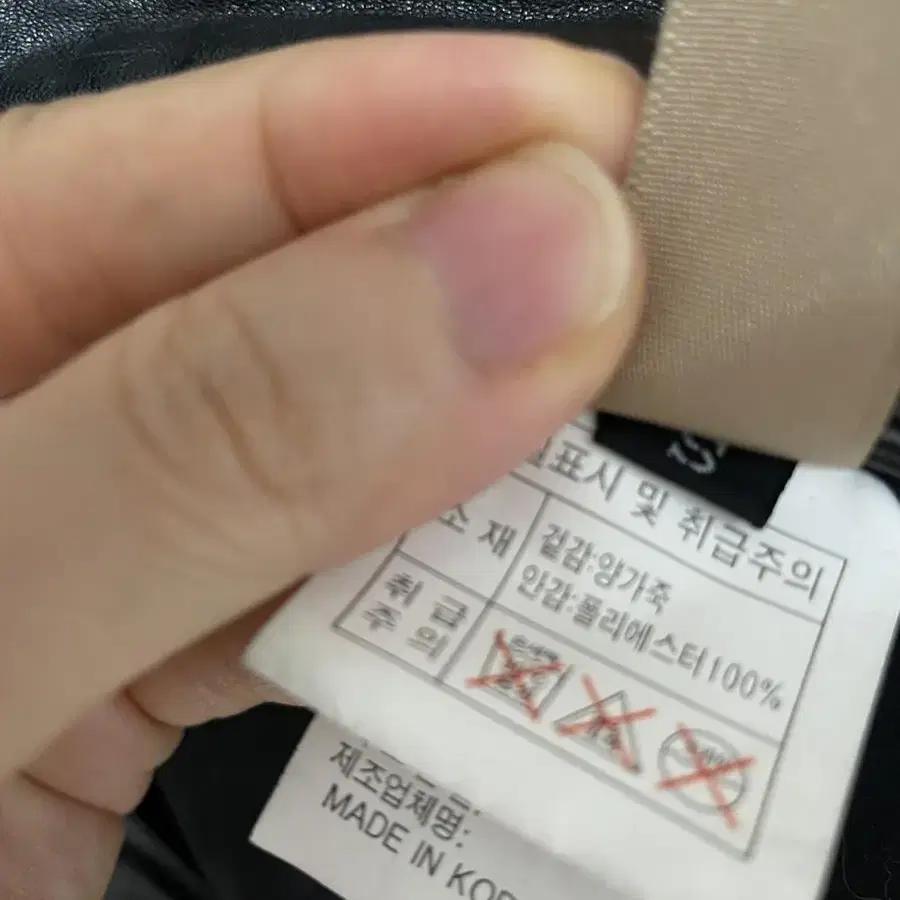 표시 및 취급주의
소재
겉감:양가죽
안감:폴리에스터100%
취급
주의
제조업체명:
MADE IN KOR